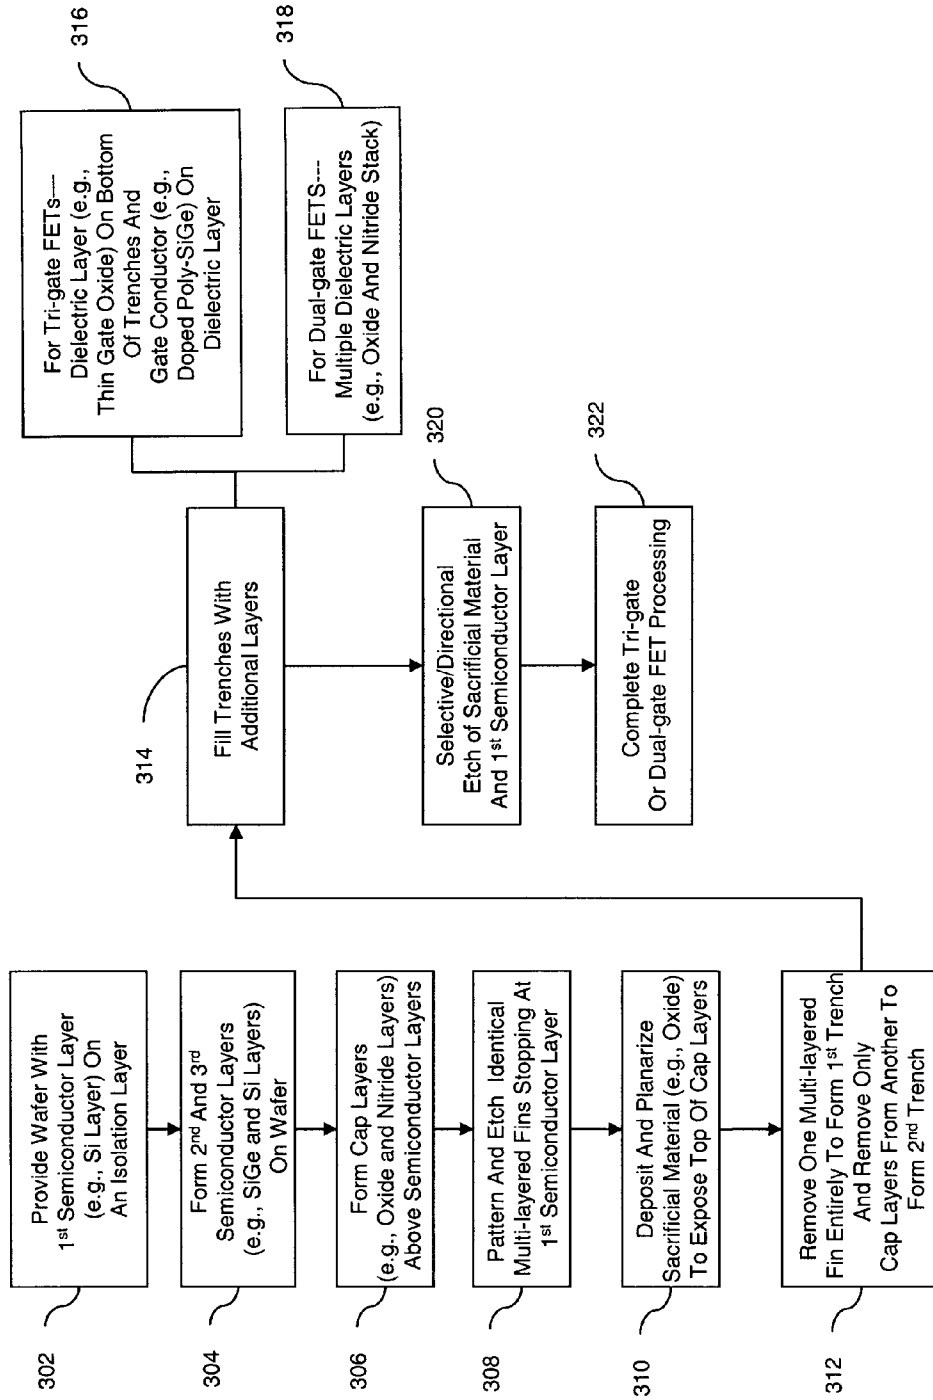 302
Provide Wafer With
1st Semiconductor Layer
(e.g., Si Layer) On
An Isolation Layer
304
Form 2nd And 3rd
Semiconductor Layers
(e.g., SiGe and Si Layers)
On Wafer
306
Form Cap Layers
(e.g., Oxide and Nitride Layers)
Above Semiconductor Layers
308
Pattern And Etch Identical
Multi-layered Fins Stopping At
1st Semiconductor Layer
310
Deposit And Planarize
Sacrificial Material (e.g., Oxide)
To Expose Top Of Cap Layers
312
Remove One Multi-layered
Fin Entirely To Form 1st Trench
And Remove Only
Cap Layers From Another To
Form 2nd Trench
314
Fill Trenches With
Additional Layers
316
For Tri-gate FETs---
Dielectric Layer (e.g.,
Thin Gate Oxide) On Bottom
Of Trenches And
Gate Conductor (e.g.,
Doped Poly-SiGe) On
Dielectric Layer
318
For Dual-gate FETS---
Multiple Dielectric Layers
(e.g., Oxide And Nitride Stack)
320
Selective/Directional
Etch of Sacrificial Material
And 1st Semiconductor Layer
322
Complete Tri-gate
Or Dual-gate FET Processing